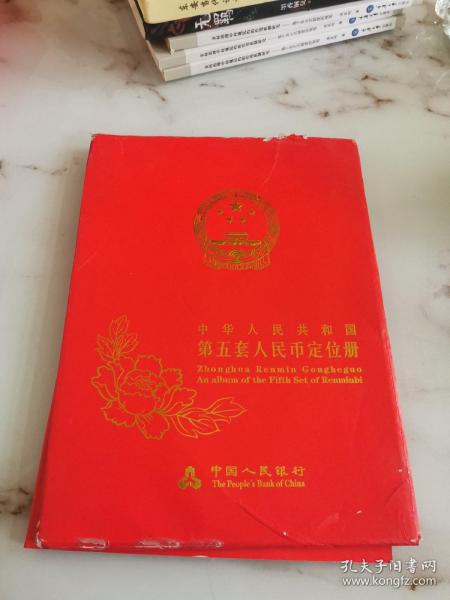 中华人民共和国
第五套人民币定位册
Zhonghua Renmin Gongheguo
An album of the Fifth Set of Renminbi
中国人民银行
The People's Bank of China
孔夫子旧书网
www.kongfz.com